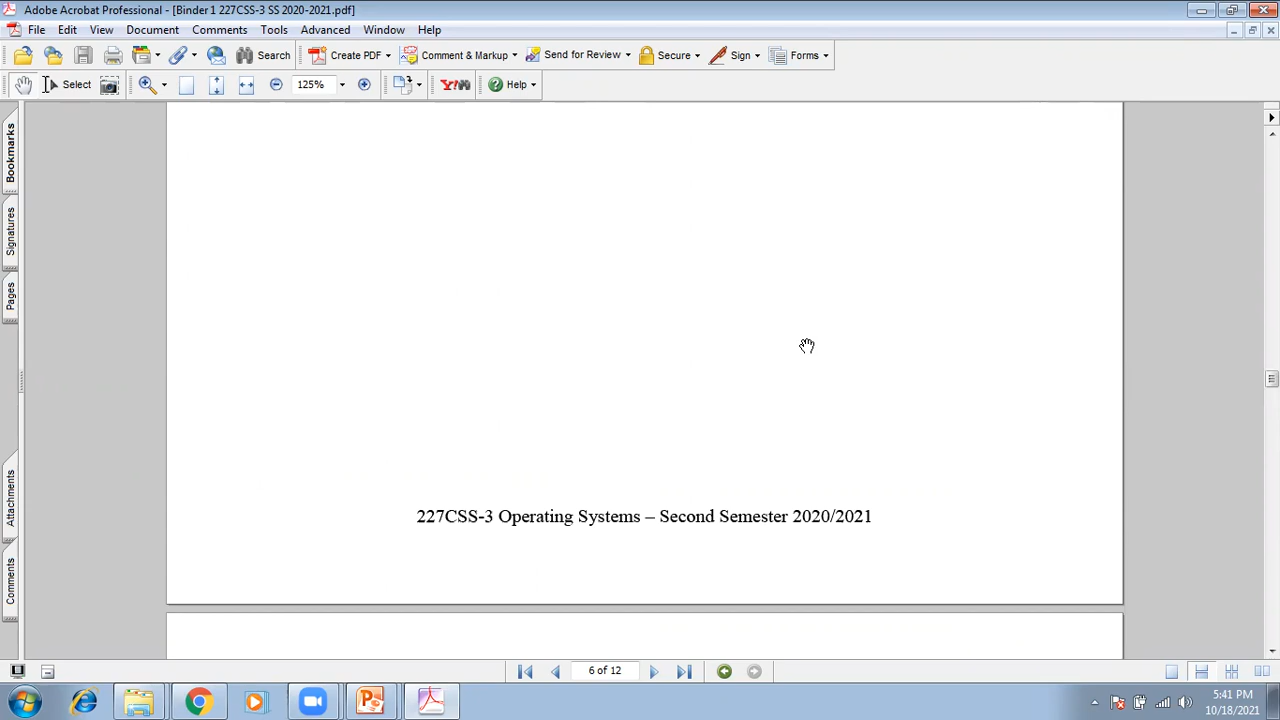 Adobe Acrobat Professional - [Binder 1 227CSS-3 SS 2020-2021.pdf]
File Edit View Document Comments Tools Advanced Window Help
Search Create PDF Comment & Markup Send for Review Secure Sign Forms
Select 125% Y! Help
Bookmarks
Signatures
Pages
Attachments
Comments
227CSS-3 Operating Systems – Second Semester 2020/2021
6 of 12
5:41 PM
10/18/2021